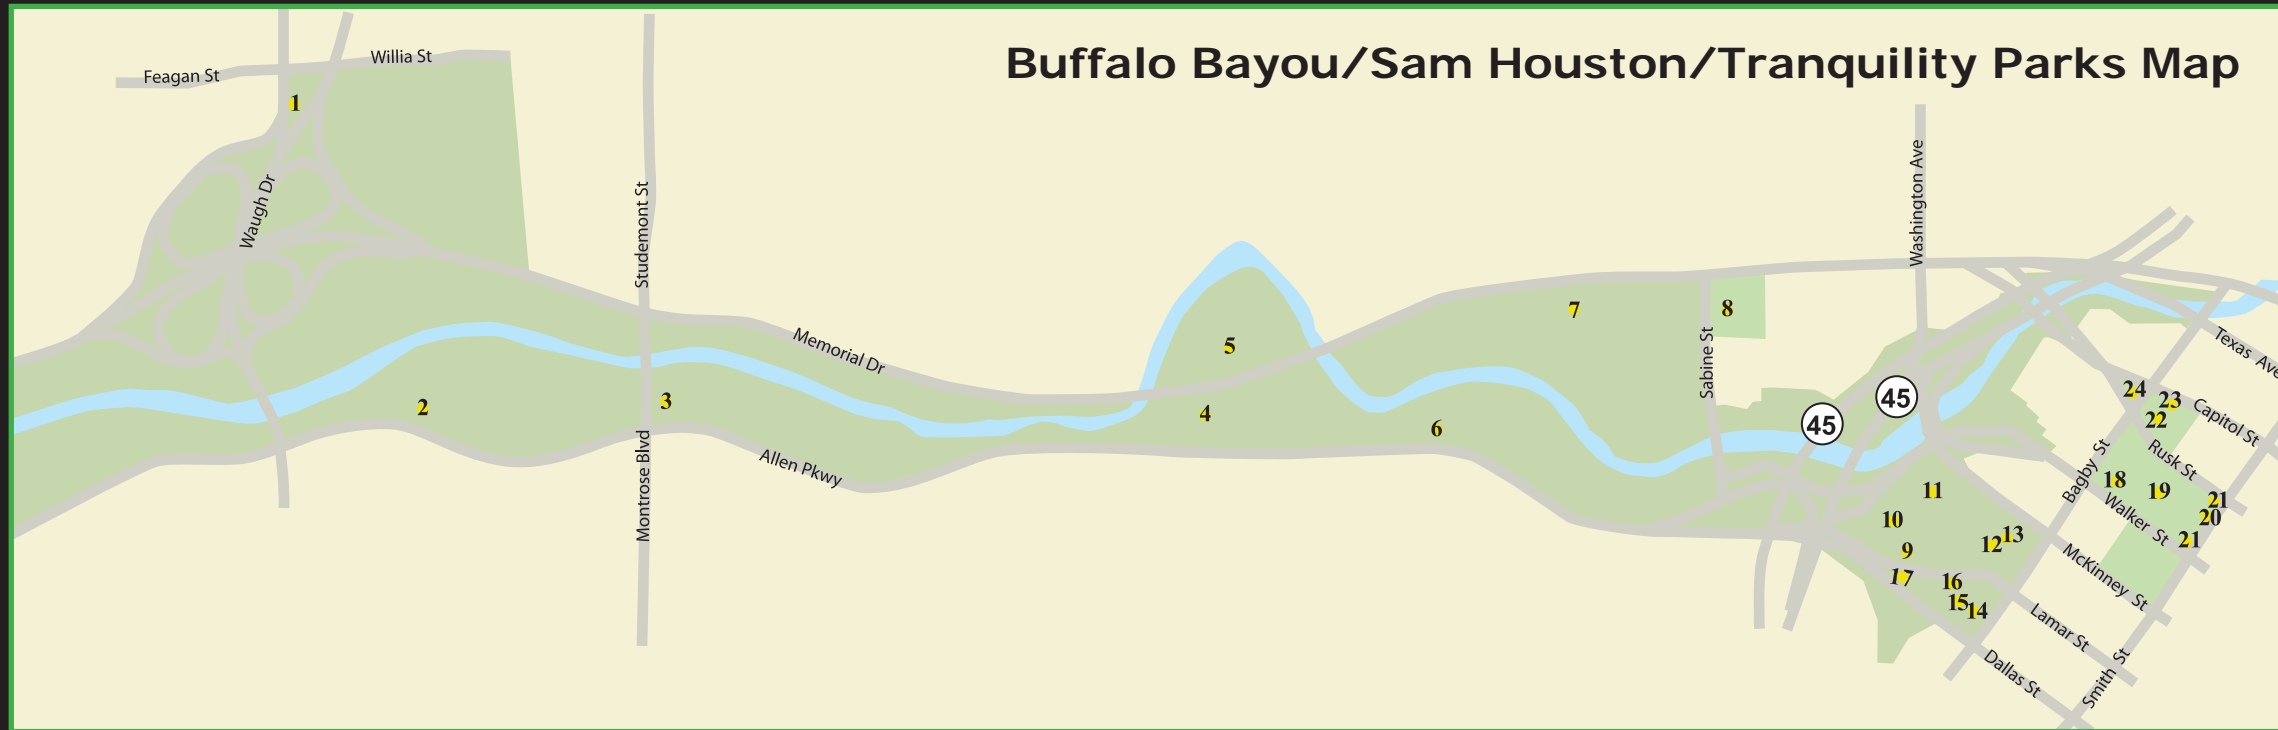 Buffalo Bayou/Sam Houston/Tranquility Parks Map
Feagan St
Willia St
1
Waugh Dr
Studemont St
Washington Ave
2
3
Montrose Blvd
Memorial Dr
Allen Pkwy
5
4
6
7
8
Sabine St
45
45
Texas Ave
24
23
22
Capitol St
Rusk St
Bagby St
18
19
21
20
21
Walker St
11
10
9
12
13
17
16
15
14
McKinney St
Lamar St
Dallas St
Smith St